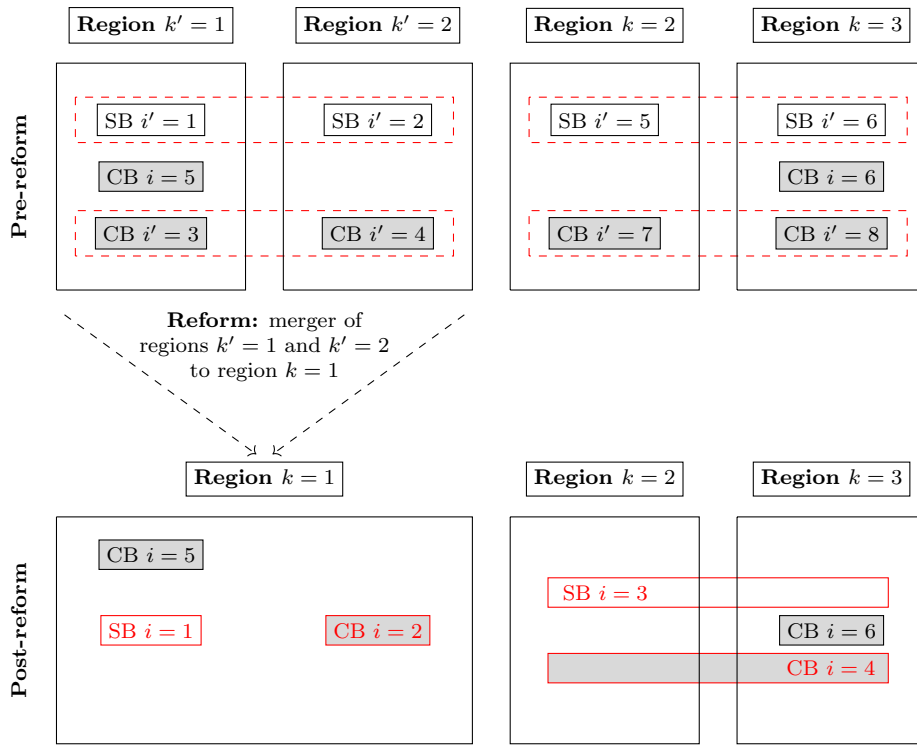 Region k′ = 1
Region k′ = 2
Region k = 2
Region k = 3
Pre-reform
SB i′ = 1
SB i′ = 2
SB i′ = 5
SB i′ = 6
CB i = 5
CB i = 6
CB i′ = 3
CB i′ = 4
CB i′ = 7
CB i′ = 8
Reform: merger of
regions k′ = 1 and k′ = 2
to region k = 1
Region k = 1
Region k = 2
Region k = 3
Post-reform
CB i = 5
SB i = 3
SB i = 1
CB i = 2
CB i = 6
CB i = 4